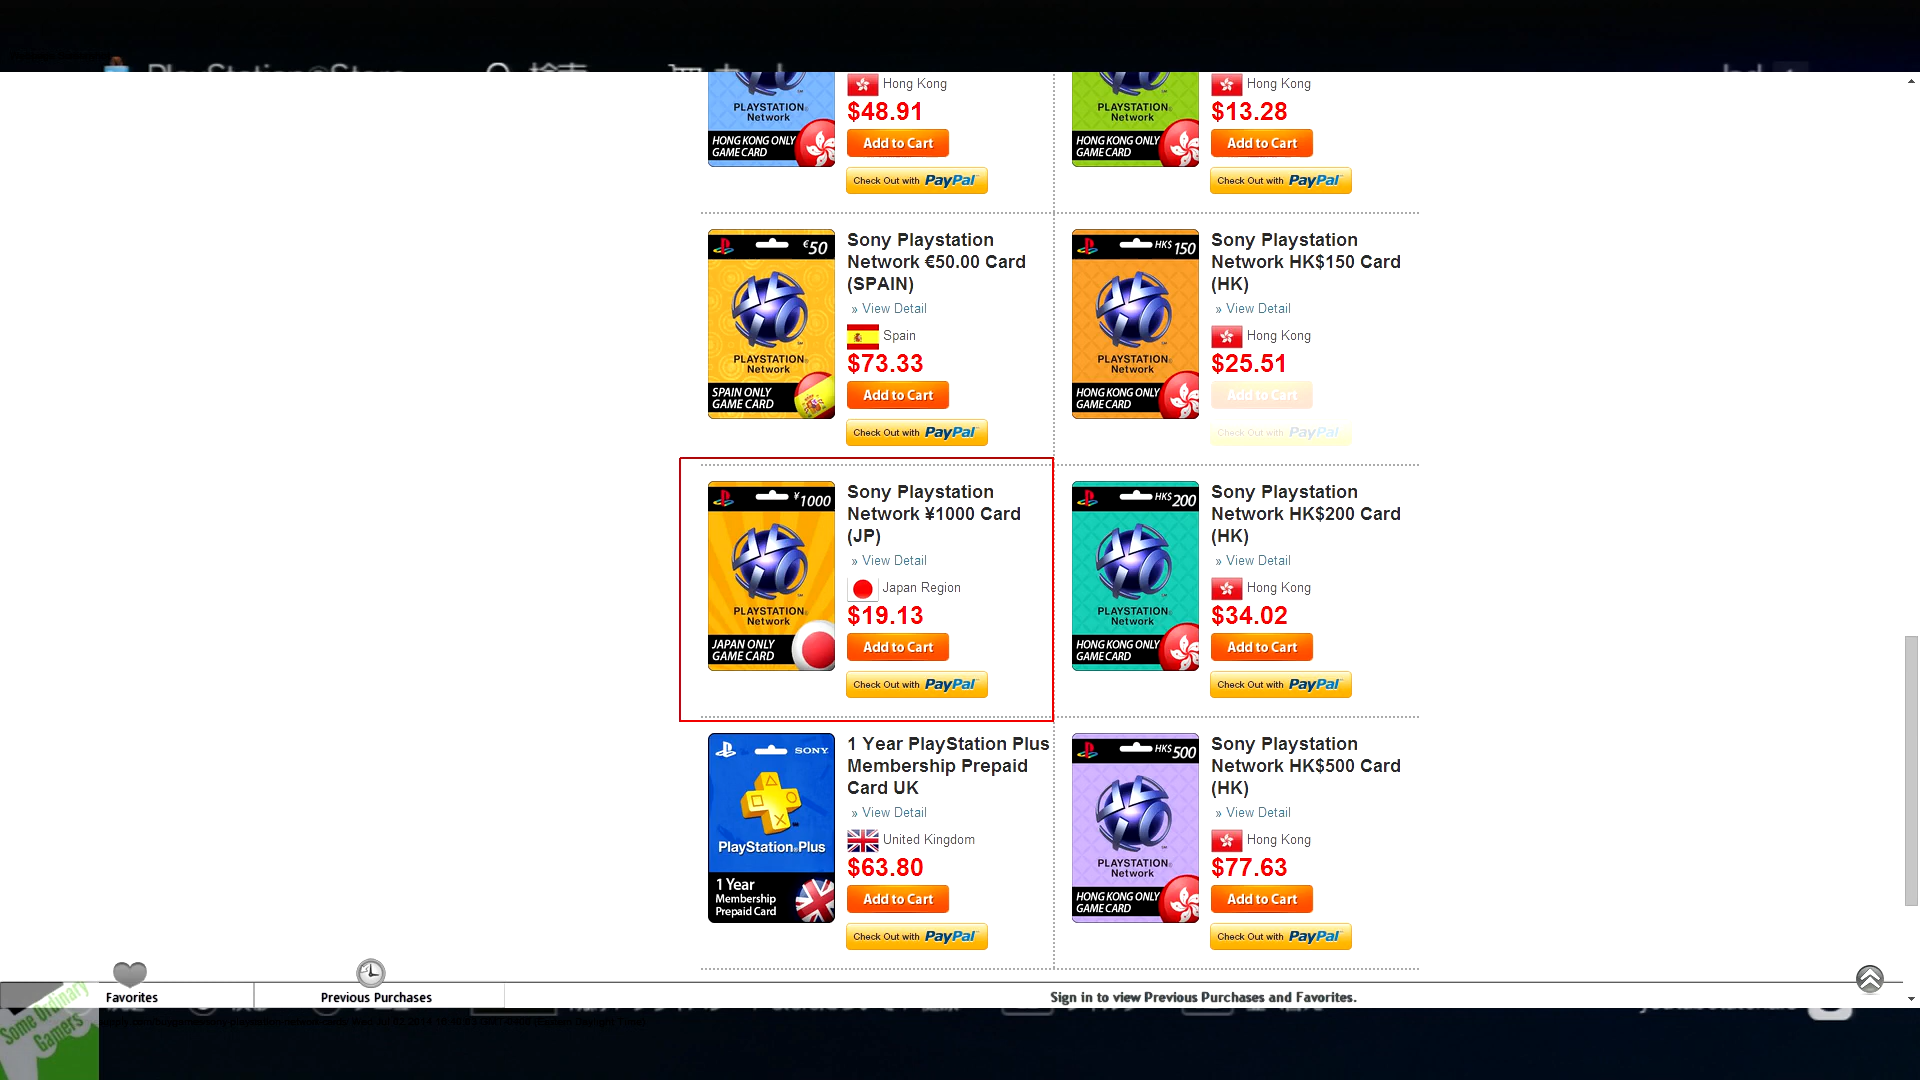 Hong Kong
$48.91
Add to Cart
Check Out with PayPal
PLAYSTATION
Network
HONG KONG ONLY
GAME CARD
Hong Kong
$13.28
Add to Cart
Check Out with PayPal
PLAYSTATION
Network
HONG KONG ONLY
GAME CARD
€50
PLAYSTATION
Network
SPAIN ONLY
GAME CARD
Sony Playstation
Network €50.00 Card
(SPAIN)
» View Detail
Spain
$73.33
Add to Cart
Check Out with PayPal
HK$ 150
PLAYSTATION
Network
HONG KONG ONLY
GAME CARD
Sony Playstation
Network HK$150 Card
(HK)
» View Detail
Hong Kong
$25.51
Add to Cart
Check Out with PayPal
¥1000
PLAYSTATION
Network
JAPAN ONLY
GAME CARD
Sony Playstation
Network ¥1000 Card
(JP)
» View Detail
Japan Region
$19.13
Add to Cart
Check Out with PayPal
HK$ 200
PLAYSTATION
Network
HONG KONG ONLY
GAME CARD
Sony Playstation
Network HK$200 Card
(HK)
» View Detail
Hong Kong
$34.02
Add to Cart
Check Out with PayPal
SONY
PlayStation Plus
1 Year
Membership
Prepaid Card
1 Year PlayStation Plus
Membership Prepaid
Card UK
» View Detail
United Kingdom
$63.80
Add to Cart
Check Out with PayPal
HK$ 500
PLAYSTATION
Network
HONG KONG ONLY
GAME CARD
Sony Playstation
Network HK$500 Card
(HK)
» View Detail
Hong Kong
$77.63
Add to Cart
Check Out with PayPal
Favorites
Previous Purchases
Sign in to view Previous Purchases and Favorites.
Some Ordinary
Gamers